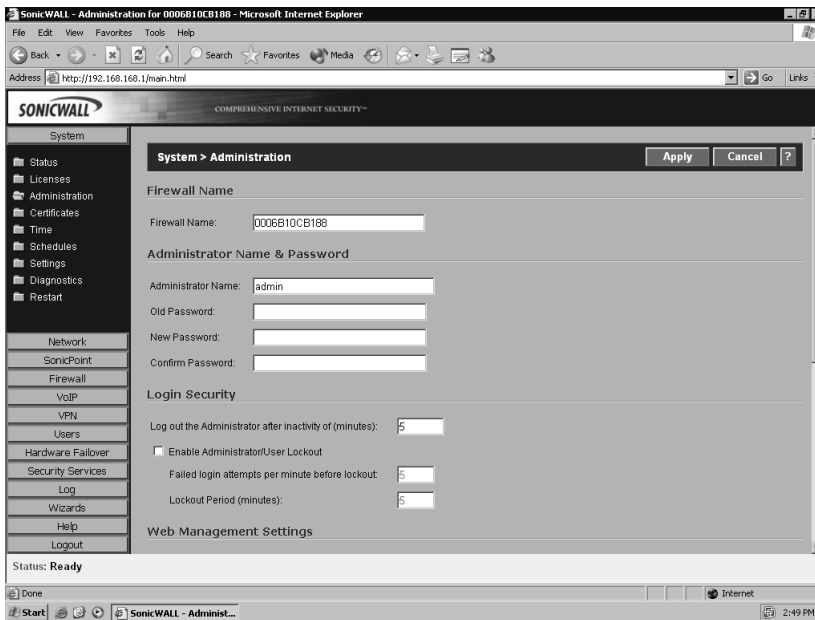 SonicWALL - Administration for 0006B10CB188 - Microsoft Internet Explorer
File Edit View Favorites Tools Help
Back Search Favorites Media
Address http://192.168.168.1/main.html Go Links
SONICWALL COMPREHENSIVE INTERNET SECURITY™
System
Status
Licenses
Administration
Certificates
Time
Schedules
Settings
Diagnostics
Restart
Network
SonicPoint
Firewall
VoIP
VPN
Users
Hardware Failover
Security Services
Log
Wizards
Help
Logout
System > Administration Apply Cancel ?
Firewall Name
Firewall Name: 0006B10CB188
Administrator Name & Password
Administrator Name: admin
Old Password:
New Password:
Confirm Password:
Login Security
Log out the Administrator after inactivity of (minutes): 5
Enable Administrator/User Lockout
Failed login attempts per minute before lockout: 5
Lockout Period (minutes): 5
Web Management Settings
Status: Ready
Done Internet
Start SonicWALL - Administ... 2:49 PM